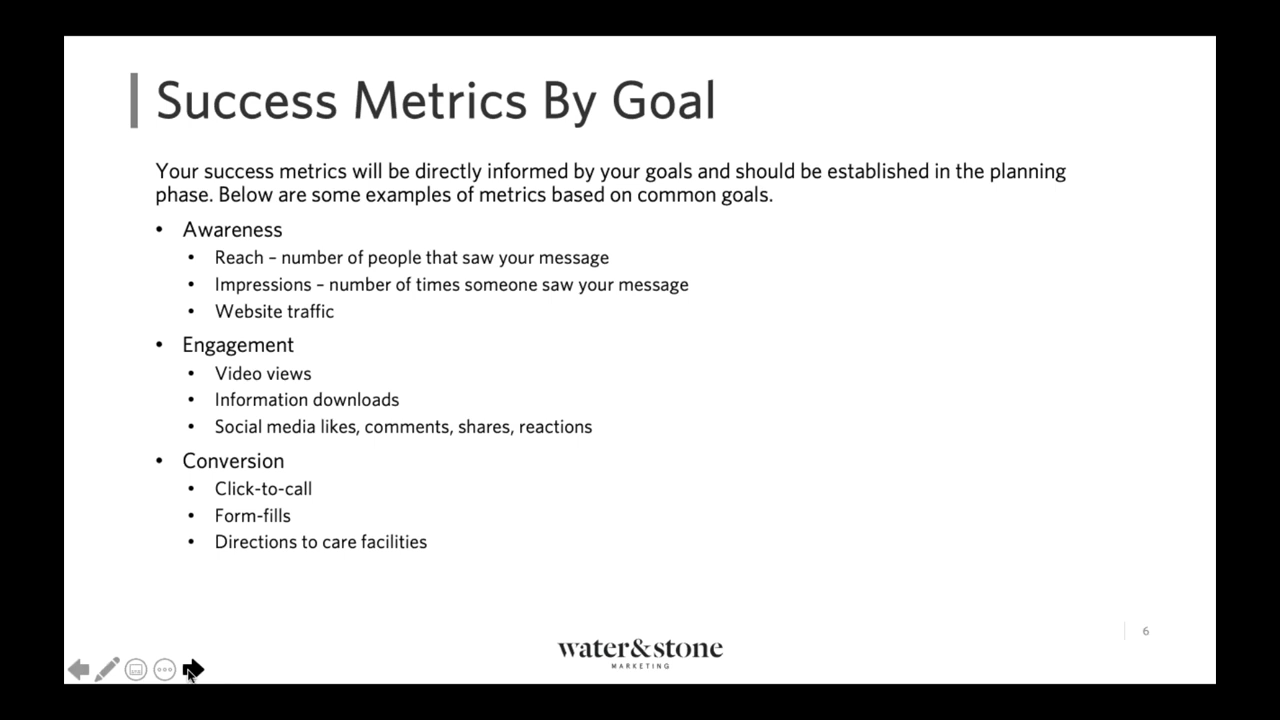 Success Metrics By Goal
Your success metrics will be directly informed by your goals and should be established in the planning
phase. Below are some examples of metrics based on common goals.
• Awareness
• Reach – number of people that saw your message
• Impressions – number of times someone saw your message
• Website traffic
• Engagement
• Video views
• Information downloads
• Social media likes, comments, shares, reactions
• Conversion
• Click-to-call
• Form-fills
• Directions to care facilities
6
water&stone
MARKETING